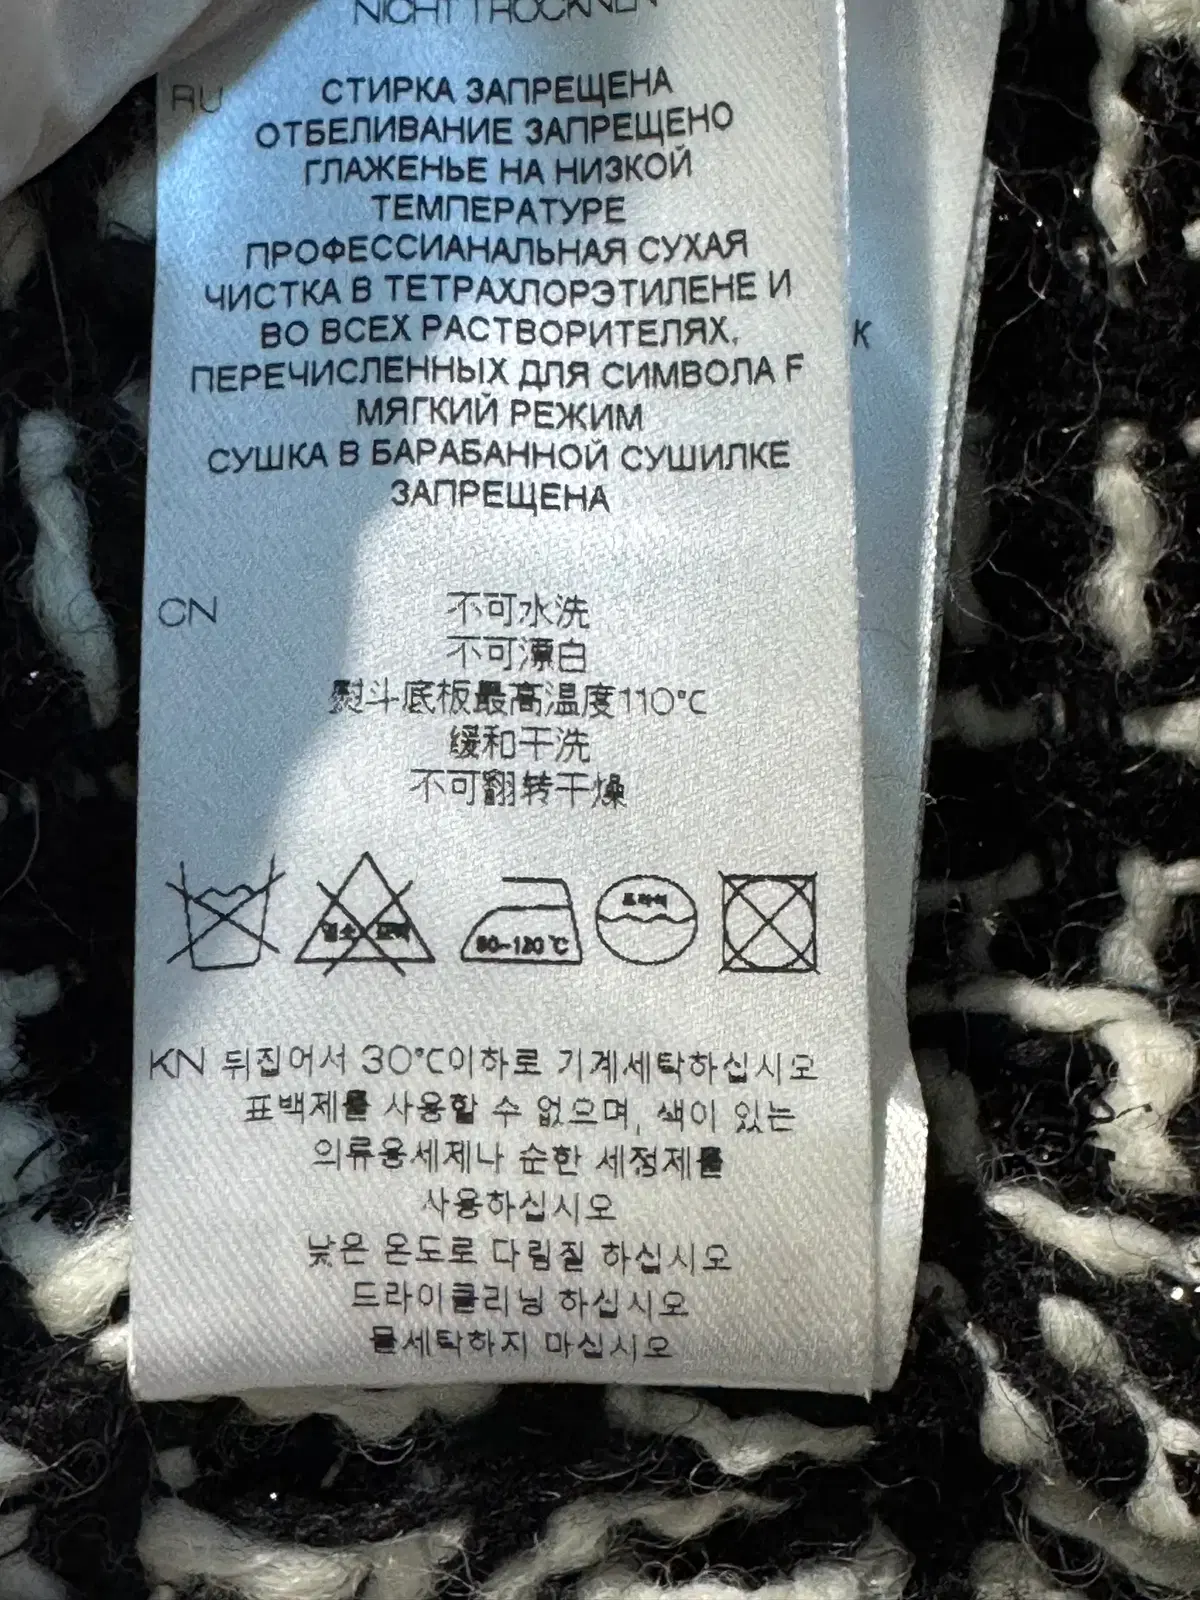 NICHT TROCKNEN
RU СТИРКА ЗАПРЕЩЕНА
ОТБЕЛИВАНИЕ ЗАПРЕЩЕНО
ГЛАЖЕНЬЕ НА НИЗКОЙ
ТЕМПЕРАТУРЕ
ПРОФЕССИАНАЛЬНАЯ СУХАЯ
ЧИСТКА В ТЕТРАХЛОРЭТИЛЕНЕ И
ВО ВСЕХ РАСТВОРИТЕЛЯХ,
K
ПЕРЕЧИСЛЕННЫХ ДЛЯ СИМВОЛА F
МЯГКИЙ РЕЖИМ
СУШКА В БАРАБАННОЙ СУШИЛКЕ
ЗАПРЕЩЕНА
CN 不可水洗
不可漂白
熨斗底板最高温度110°C
缓和干洗
不可翻转干燥
염소 표백 80~120℃ 드라이
KN 뒤집어서 30°C이하로 기계세탁하십시오
표백제를 사용할 수 없으며, 색이 있는
의류용세제나 순한 세정제를
사용하십시오
낮은 온도로 다림질 하십시오
드라이클리닝 하십시오
물세탁하지 마십시오